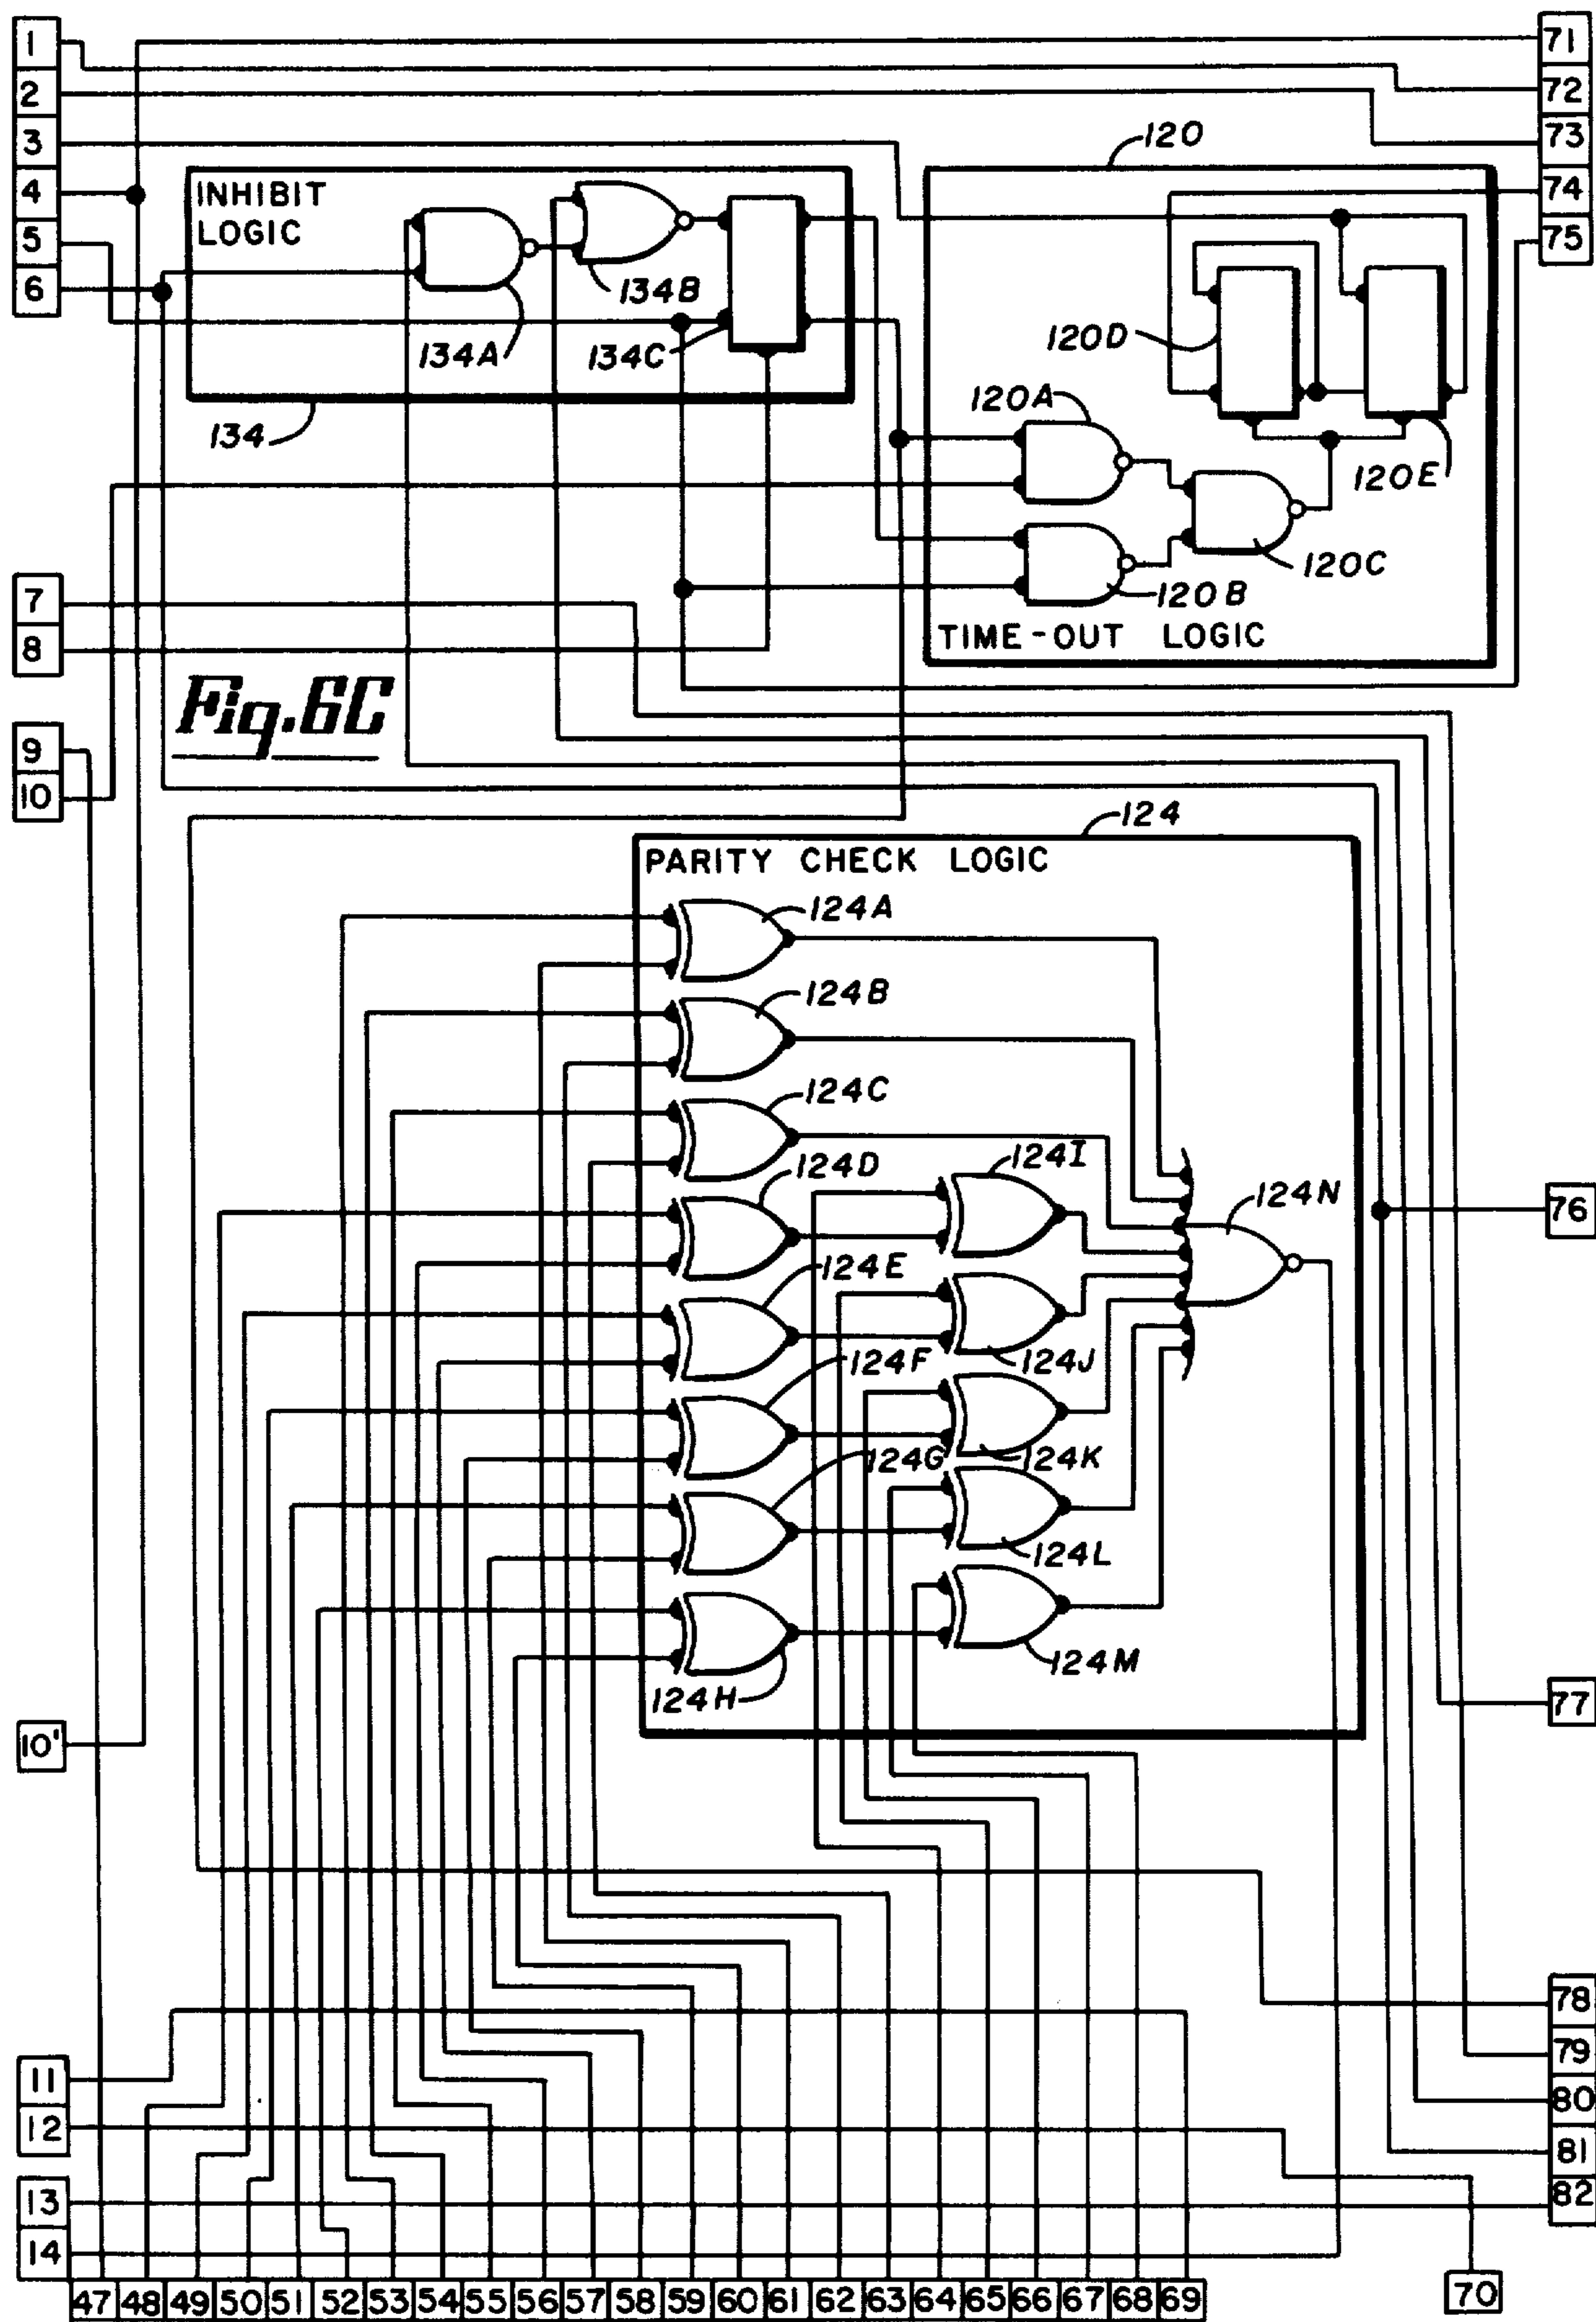 1
71
2
72
3
73
120
4
74
INHIBIT
LOGIC
5
75
6
134B
134A
134C
120D
120A
134
120E
120C
7
120B
8
TIME-OUT LOGIC
Fig.6C
9
10
124
PARITY CHECK LOGIC
124A
124B
124C
124I
124D
124N
76
124E
124F
124J
124G
124K
124L
124M
124H
77
10'
78
79
11
80
12
81
13
82
14
47 48 49 50 51 52 53 54 55 56 57 58 59 60 61 62 63 64 65 66 67 68 69
70